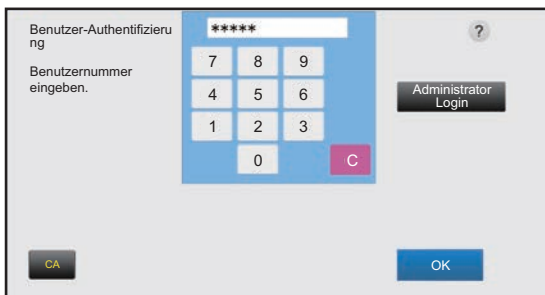 Benutzer-Authentifizieru
ng
*****
?
Benutzernummer
eingeben.
7 8 9
4 5 6
1 2 3
0 C
Administrator
Login
CA
OK